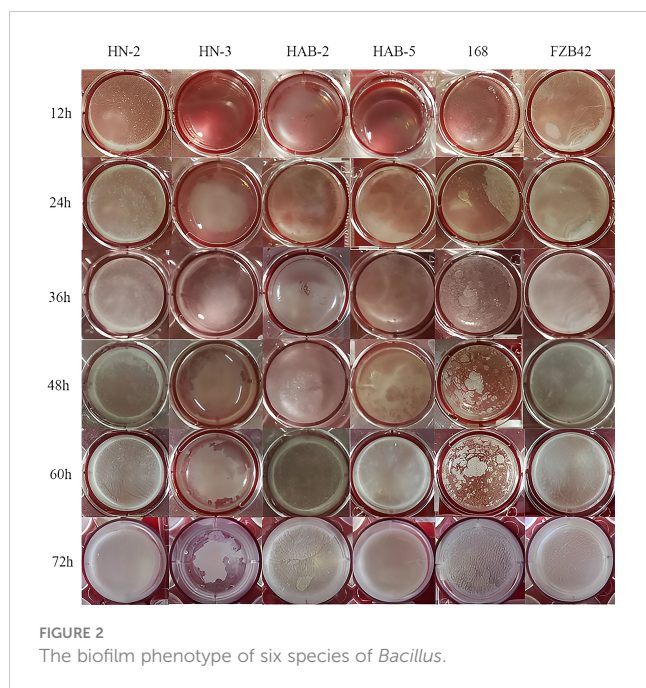 HN-2 HN-3 HAB-2 HAB-5 168 FZB42
12h
24h
36h
48h
60h
72h
FIGURE 2
The biofilm phenotype of six species of Bacillus.